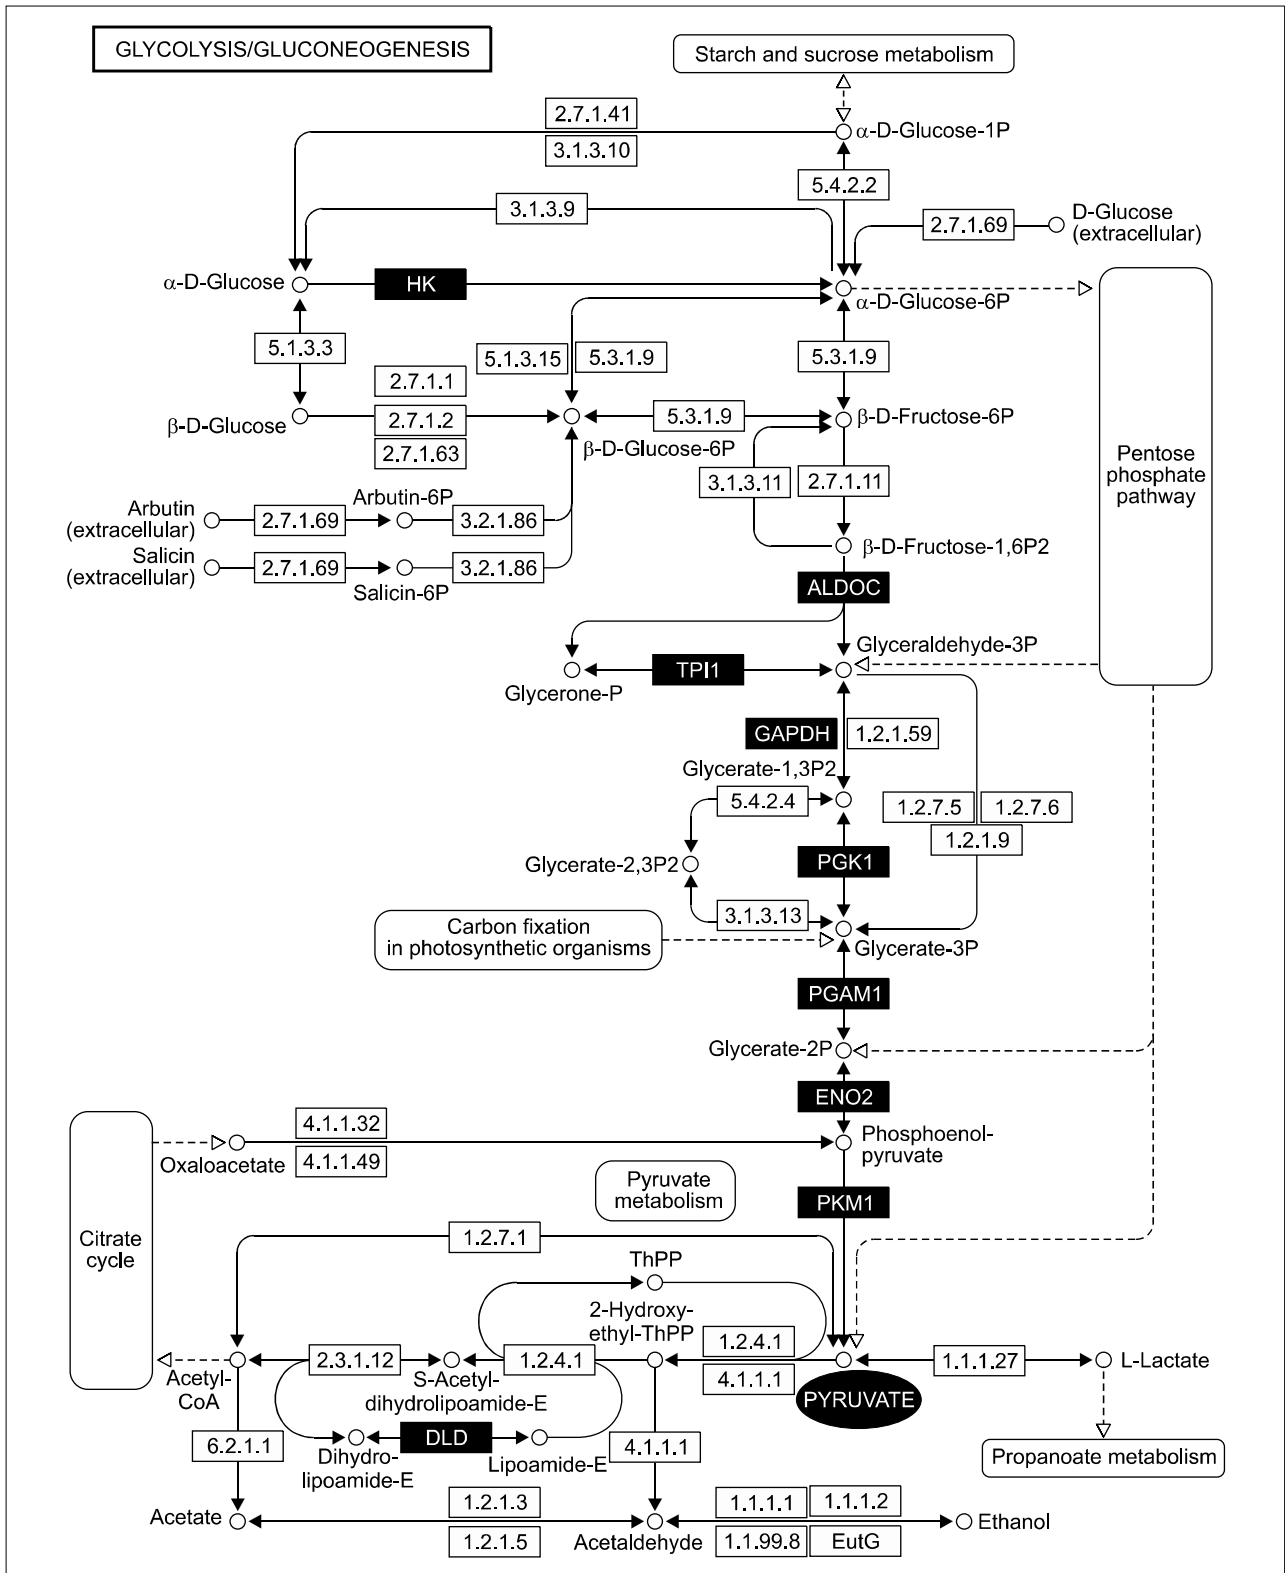 GLYCOLYSIS/GLUCONEOGENESIS
Starch and sucrose metabolism
2.7.1.41
α-D-Glucose-1P
3.1.3.10
5.4.2.2
3.1.3.9
2.7.1.69
D-Glucose
(extracellular)
α-D-Glucose
HK
α-D-Glucose-6P
5.1.3.3
5.1.3.15
5.3.1.9
5.3.1.9
2.7.1.1
β-D-Glucose
2.7.1.2
5.3.1.9
β-D-Fructose-6P
2.7.1.63
β-D-Glucose-6P
Pentose
phosphate
pathway
3.1.3.11
2.7.1.11
Arbutin
(extracellular)
2.7.1.69
Arbutin-6P
3.2.1.86
β-D-Fructose-1,6P2
Salicin
(extracellular)
2.7.1.69
Salicin-6P
3.2.1.86
ALDOC
Glyceraldehyde-3P
TPI1
Glycerone-P
GAPDH
1.2.1.59
Glycerate-1,3P2
5.4.2.4
1.2.7.5
1.2.7.6
1.2.1.9
Glycerate-2,3P2
PGK1
3.1.3.13
Carbon fixation
in photosynthetic organisms
Glycerate-3P
PGAM1
Glycerate-2P
ENO2
4.1.1.32
Oxaloacetate
4.1.1.49
Phosphoenol-
pyruvate
Pyruvate
metabolism
PKM1
Citrate
cycle
1.2.7.1
ThPP
2-Hydroxy-
ethyl-ThPP
1.2.4.1
2.3.1.12
1.2.4.1
4.1.1.1
1.1.1.27
L-Lactate
Acetyl-
CoA
S-Acetyl-
dihydrolipoamide-E
PYRUVATE
6.2.1.1
DLD
Dihydro-
lipoamide-E
Lipoamide-E
4.1.1.1
Propanoate metabolism
1.2.1.3
1.1.1.1
1.1.1.2
Acetate
Acetaldehyde
Ethanol
1.2.1.5
1.1.99.8
EutG